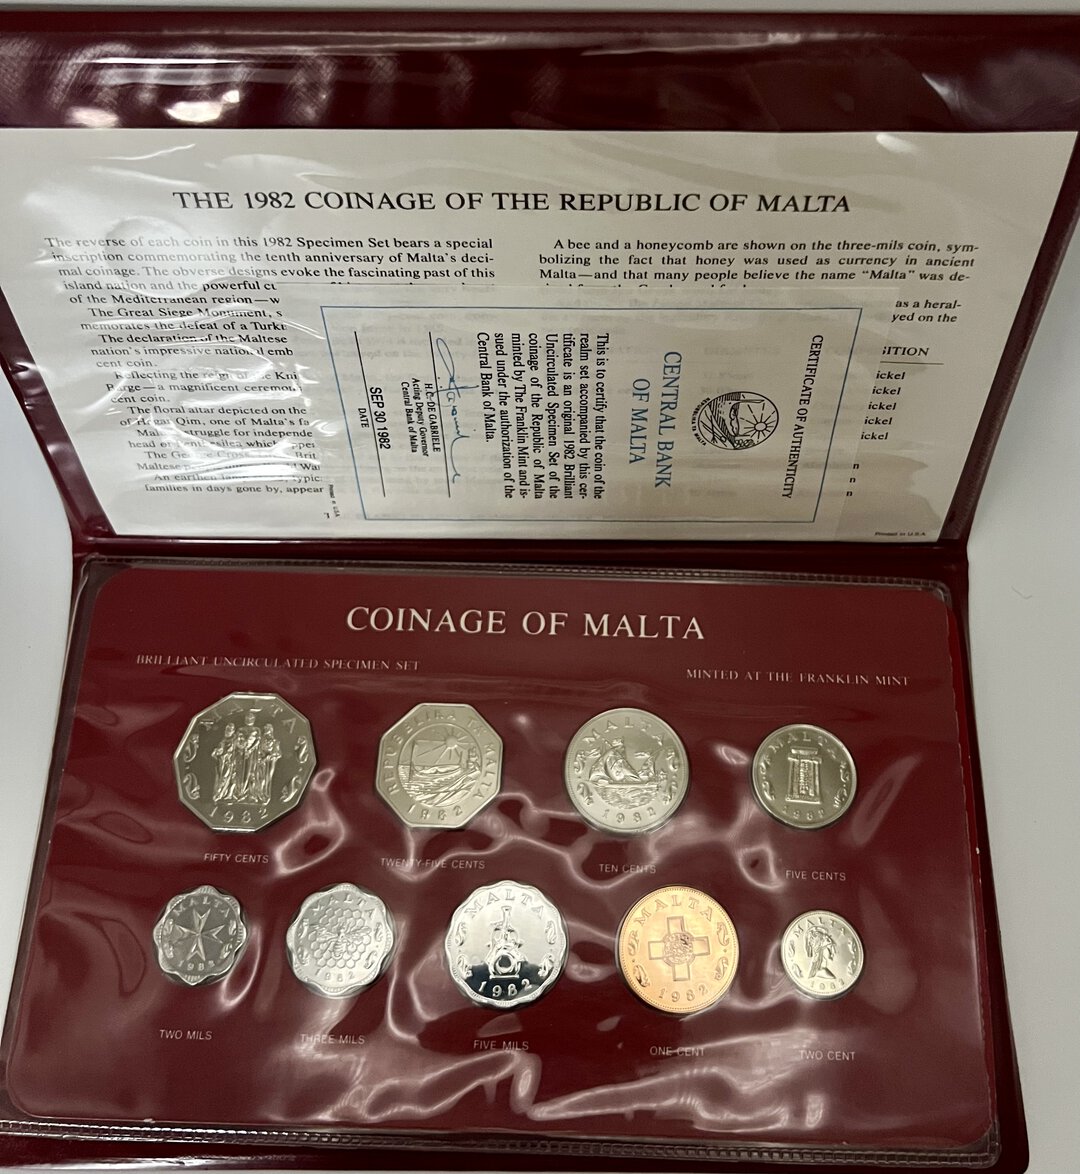 THE 1982 COINAGE OF THE REPUBLIC OF MALTA
The reverse of each coin in this 1982 Specimen Set bears a special
inscription commemorating the tenth anniversary of Malta's deci-
mal coinage. The obverse designs evoke the fascinating past of this
island nation and the powerful
of the Mediterranean region—w
The Great Siege Monument, s
memorates the defeat of a Turk
The declaration of the Maltese
nation's impressive national emb
cent coin.
Reflecting the reign of the Kni
Barge—a magnificent ceremon
cent coin.
The floral altar depicted on the
of Hagar Qim, one of Malta's fa
struggle for independe
head of Penthesilea which
The George Cross Brit
Maltese
An earthen typic
families in days gone by, appear
A bee and a honeycomb are shown on the three-mils coin, sym-
bolizing the fact that honey was used as currency in ancient
Malta—and that many people believe the name "Malta" was de-
as a heral-
yed on the
ITION
ickel
ickel
ickel
ickel
n
n
n
Printed in U.S.A.
CERTIFICATE OF AUTHENTICITY
CENTRAL BANK
OF MALTA
This is to certify that the coin of the
realm set accompanied by this cer-
tificate is an original 1982 Brilliant
Uncirculated Specimen Set of the
coinage of the Republic of Malta
minted by The Franklin Mint and is-
sued under the authorization of the
Central Bank of Malta.
H.C. DE GABRIELE
Acting Deputy Governor
Central Bank of Malta
SEP 30 1982
DATE
Printed in USA
COINAGE OF MALTA
BRILLIANT UNCIRCULATED SPECIMEN SET
MINTED AT THE FRANKLIN MINT
MALTA
1982
REPUBBLIKA TA' MALTA
1982
MALTA
1982
MALTA
1982
FIFTY CENTS
TWENTY-FIVE CENTS
TEN CENTS
FIVE CENTS
MALTA
1982
MALTA
1982
MALTA
1982
MALTA
1982
MALTA
1982
TWO MILS
THREE MILS
FIVE MILS
ONE CENT
TWO CENT